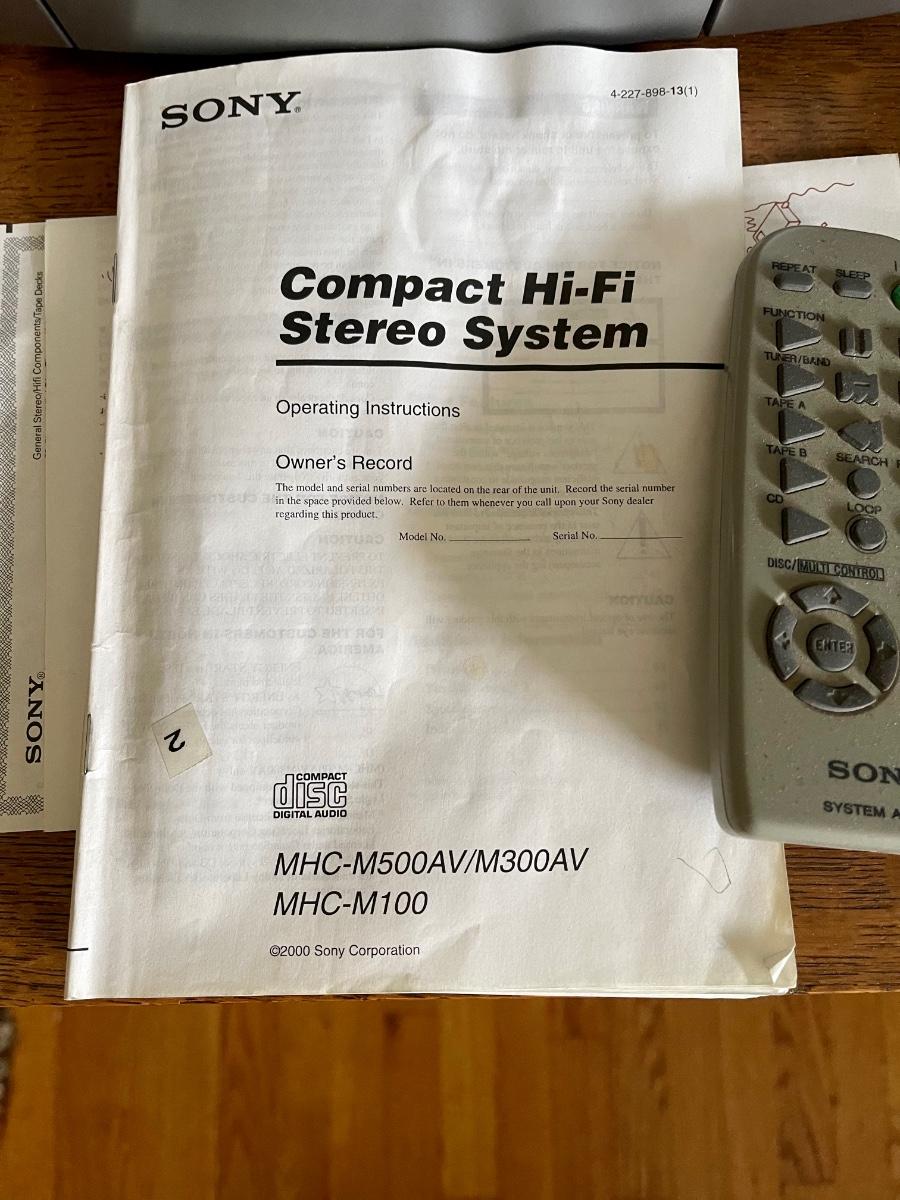 SONY®
4-227-898-13(1)
Compact Hi-Fi
Stereo System
Operating Instructions
Owner's Record
The model and serial numbers are located on the rear of the unit. Record the serial number
in the space provided below. Refer to them whenever you call upon your Sony dealer
regarding this product.
Model No. ______________ Serial No. ______________
2
COMPACT
disc
DIGITAL AUDIO
MHC-M500AV/M300AV
MHC-M100
©2000 Sony Corporation
General Stereo/Hifi Components/Tape Decks
SONY®
REPEAT SLEEP
FUNCTION
TUNER/BAND
TAPE A
TAPE B SEARCH
CD LOOP
DISC/MULTI CONTROL
ENTER
SON
SYSTEM A